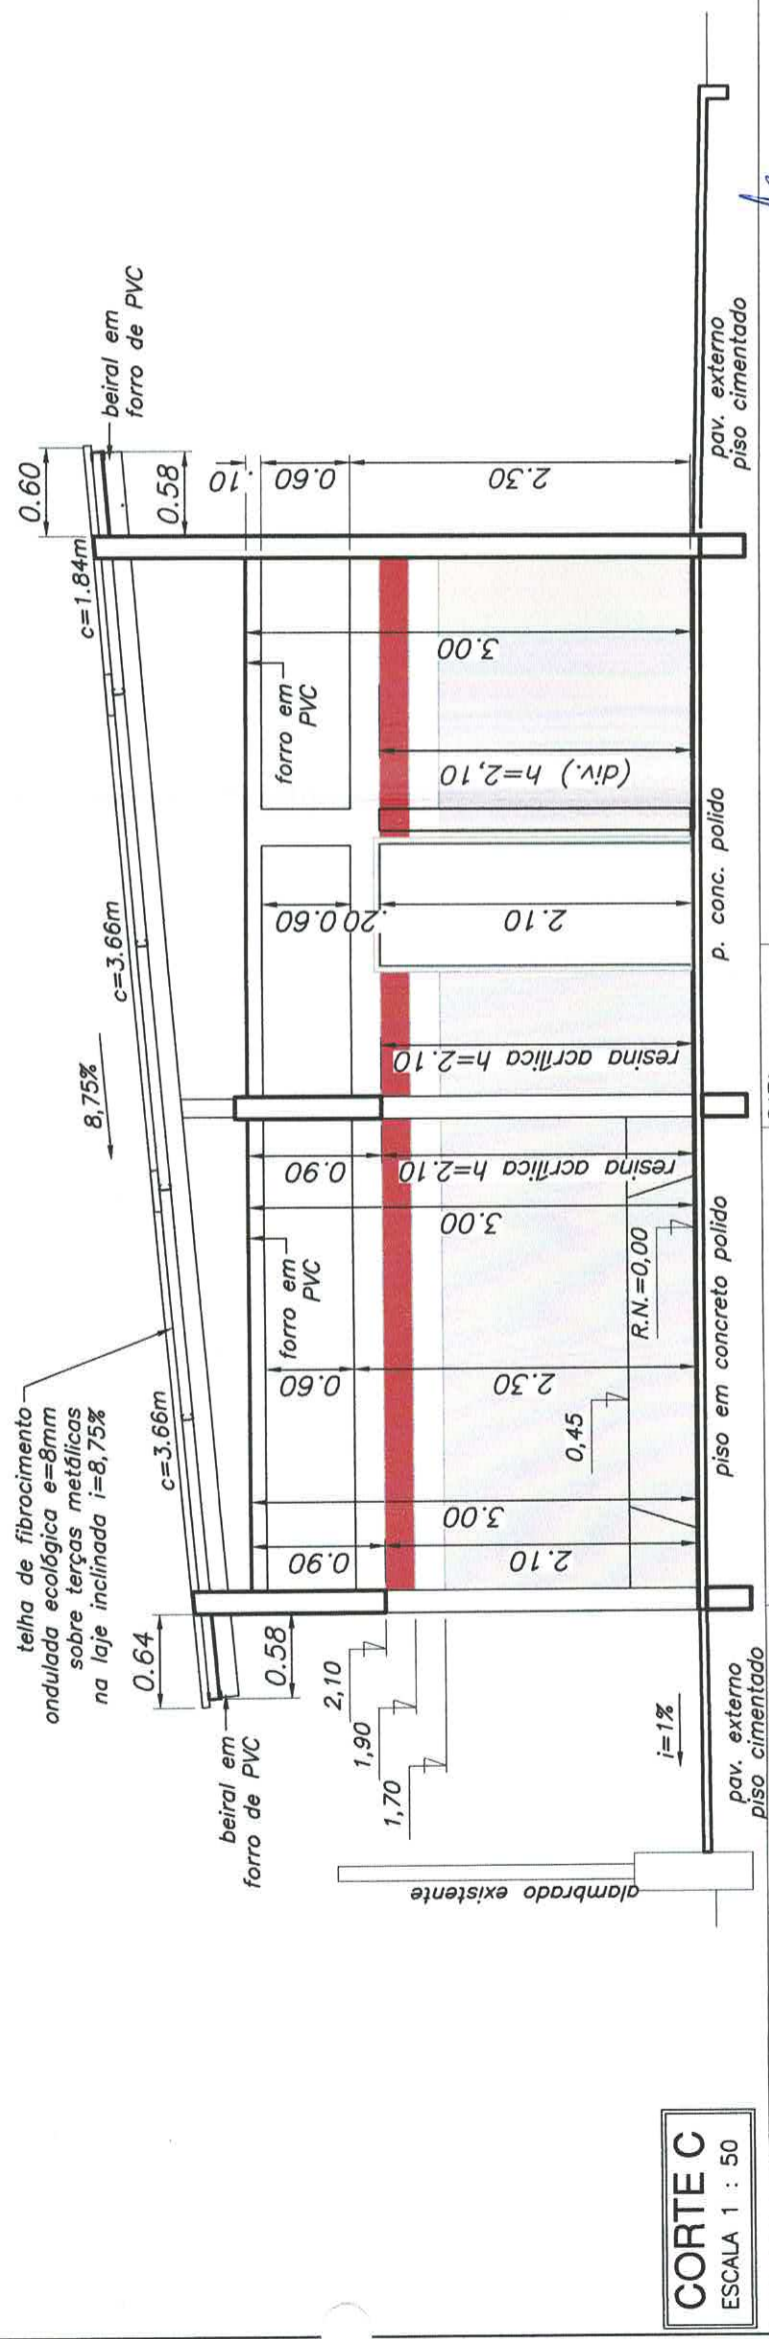 telha de fibrocimento
ondulada ecológica e=8mm
sobre terças metálicas
na laje inclinada i=8,75%
8,75%
c=3.66m
c=3.66m
c=1.84m
0.60
0.58
beiral em
forro de PVC
0.64
0.58
beiral em
forro de PVC
2,10
1,90
1,70
alambrado existente
i=1%
pav. externo
piso cimentado
0.90
2.10
3.00
0.60
2.30
forro em
PVC
0,45
R.N.=0,00
3.00
0.90
resina acrílica h=2.10
resina acrílica h=2.10
piso em concreto polido
0.60
.20
2.10
(div.) h=2,10
forro em
PVC
3.00
p. conc. polido
.10
0.60
2.30
pav. externo
piso cimentado
CORTE C
ESCALA 1 : 50